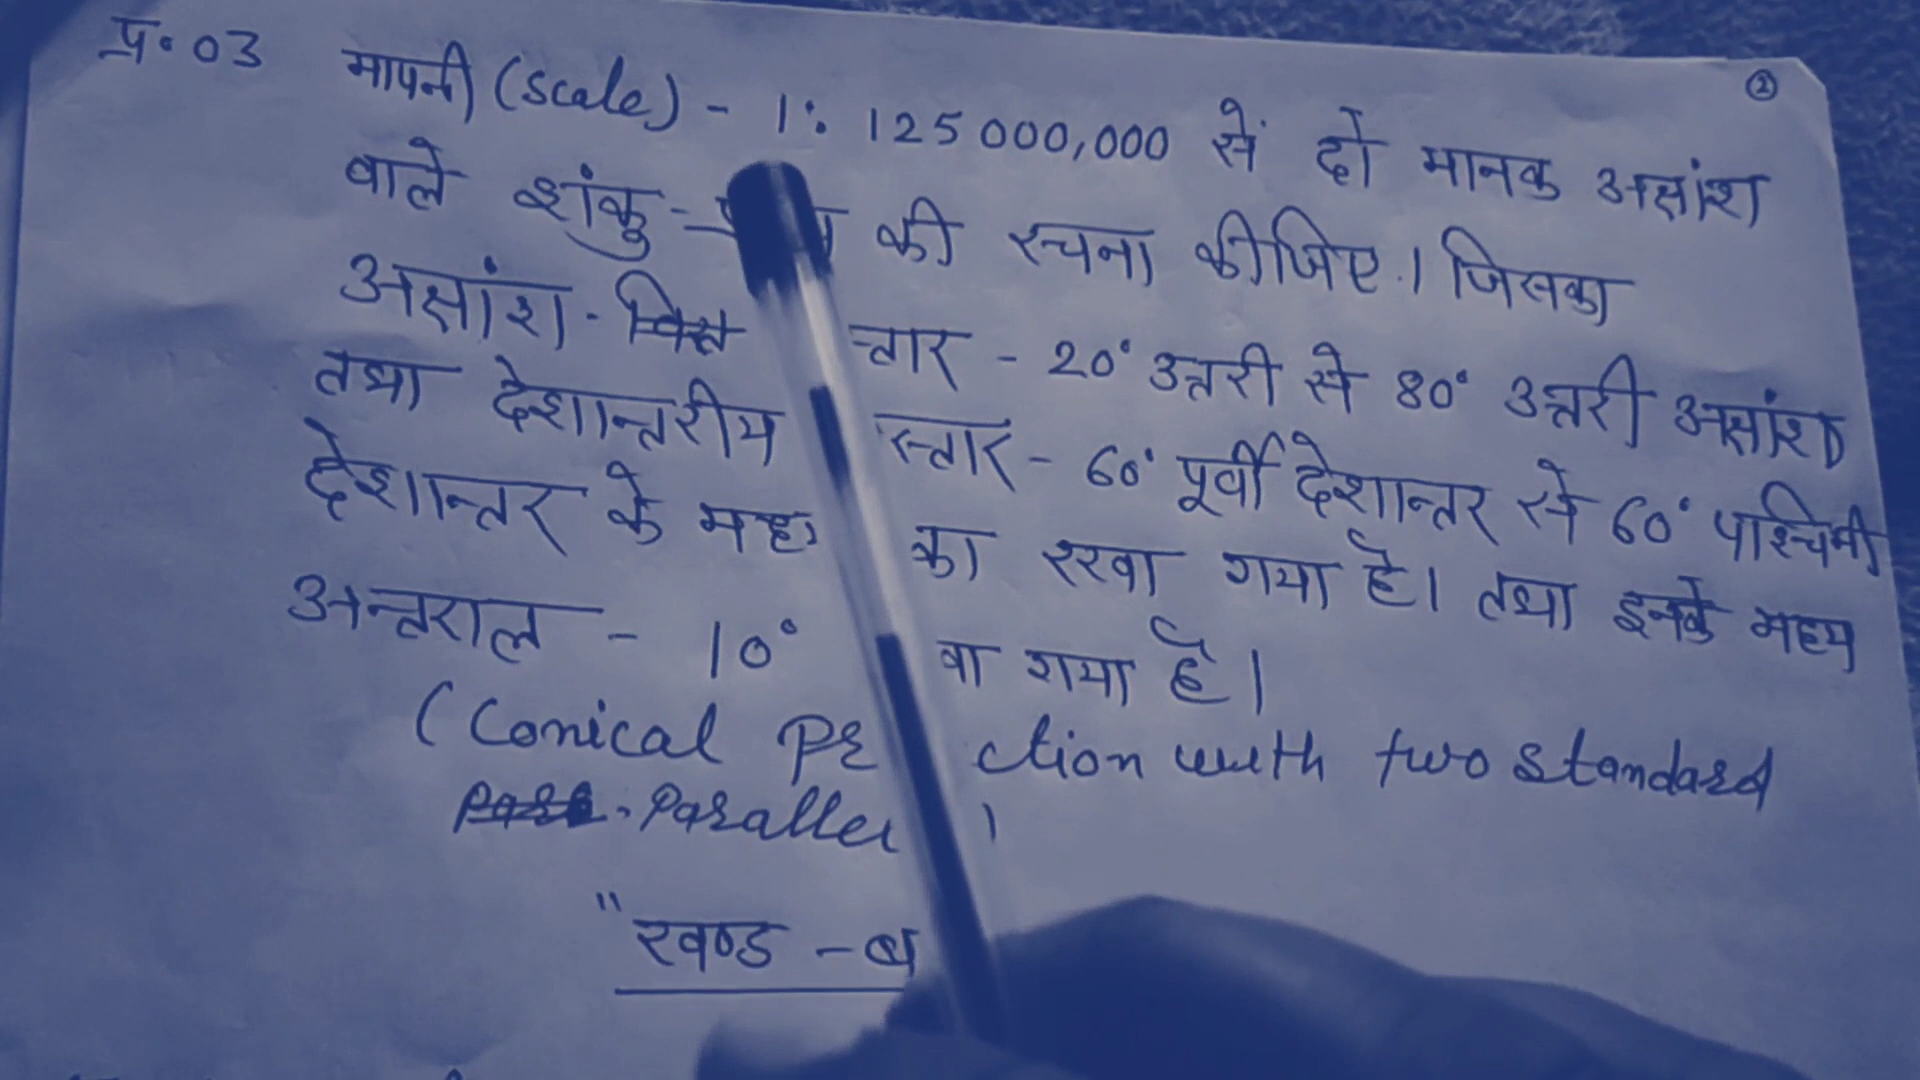 ②
प्र॰ 03 मापनी (Scale) - 1: 125000,000 से दो मानक अक्षांश
वाले शंकु- की रचना कीजिए। जिसका
अक्षांश - 20° उत्तरी से 80° उत्तरी अक्षांश
तथा देशान्तरीय स्तार - 60° पूर्वी देशान्तर से 60° पश्चिमी
देशान्तर के मध्य का रखा गया है। तथा इनके मध्य
अन्तराल - 10° वा गया है।
(Conical Pr ction with two standard
Parallel )
"खण्ड - ब